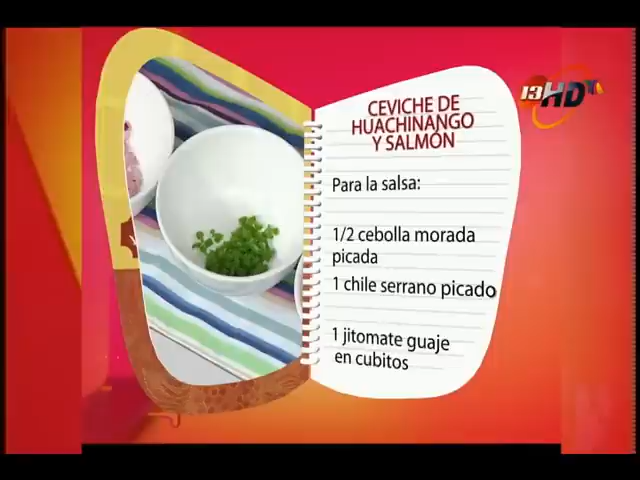 13HD
CEVICHE DE
HUACHINANGO
Y SALMÓN
Para la salsa:
1/2 cebolla morada
picada
1 chile serrano picado
1 jitomate guaje
en cubitos